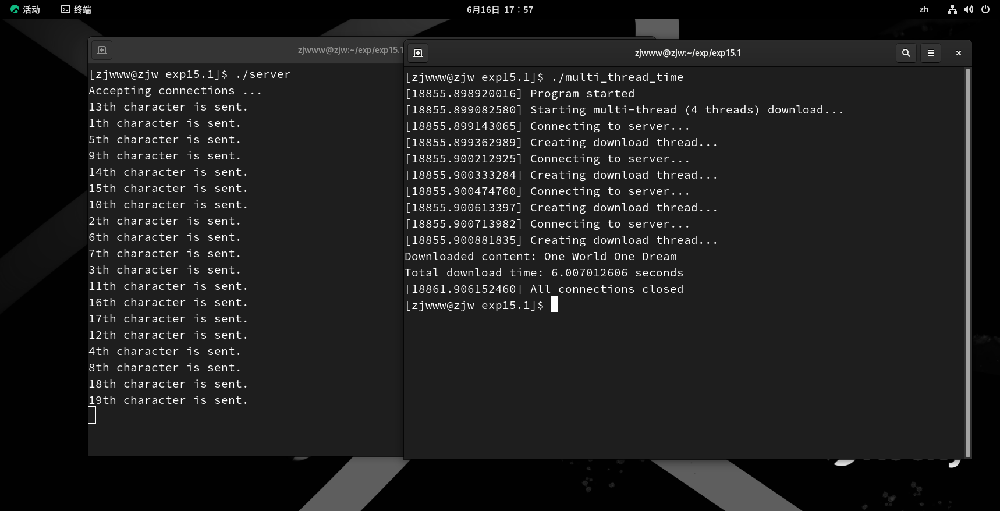 活动
终端
6月16日 17：57
zh
zjwww@zjw:~/exp/exp15.1
[zjwww@zjw exp15.1]$ ./server
Accepting connections ...
13th character is sent.
1th character is sent.
5th character is sent.
9th character is sent.
14th character is sent.
15th character is sent.
10th character is sent.
2th character is sent.
6th character is sent.
7th character is sent.
3th character is sent.
11th character is sent.
16th character is sent.
17th character is sent.
12th character is sent.
4th character is sent.
8th character is sent.
18th character is sent.
19th character is sent.
zjwww@zjw:~/exp/exp15.1
[zjwww@zjw exp15.1]$ ./multi_thread_time
[18855.898920016] Program started
[18855.899082580] Starting multi-thread (4 threads) download...
[18855.899143065] Connecting to server...
[18855.899362989] Creating download thread...
[18855.900212925] Connecting to server...
[18855.900333284] Creating download thread...
[18855.900474760] Connecting to server...
[18855.900613397] Creating download thread...
[18855.900713982] Connecting to server...
[18855.900881835] Creating download thread...
Downloaded content: One World One Dream
Total download time: 6.007012606 seconds
[18861.906152460] All connections closed
[zjwww@zjw exp15.1]$